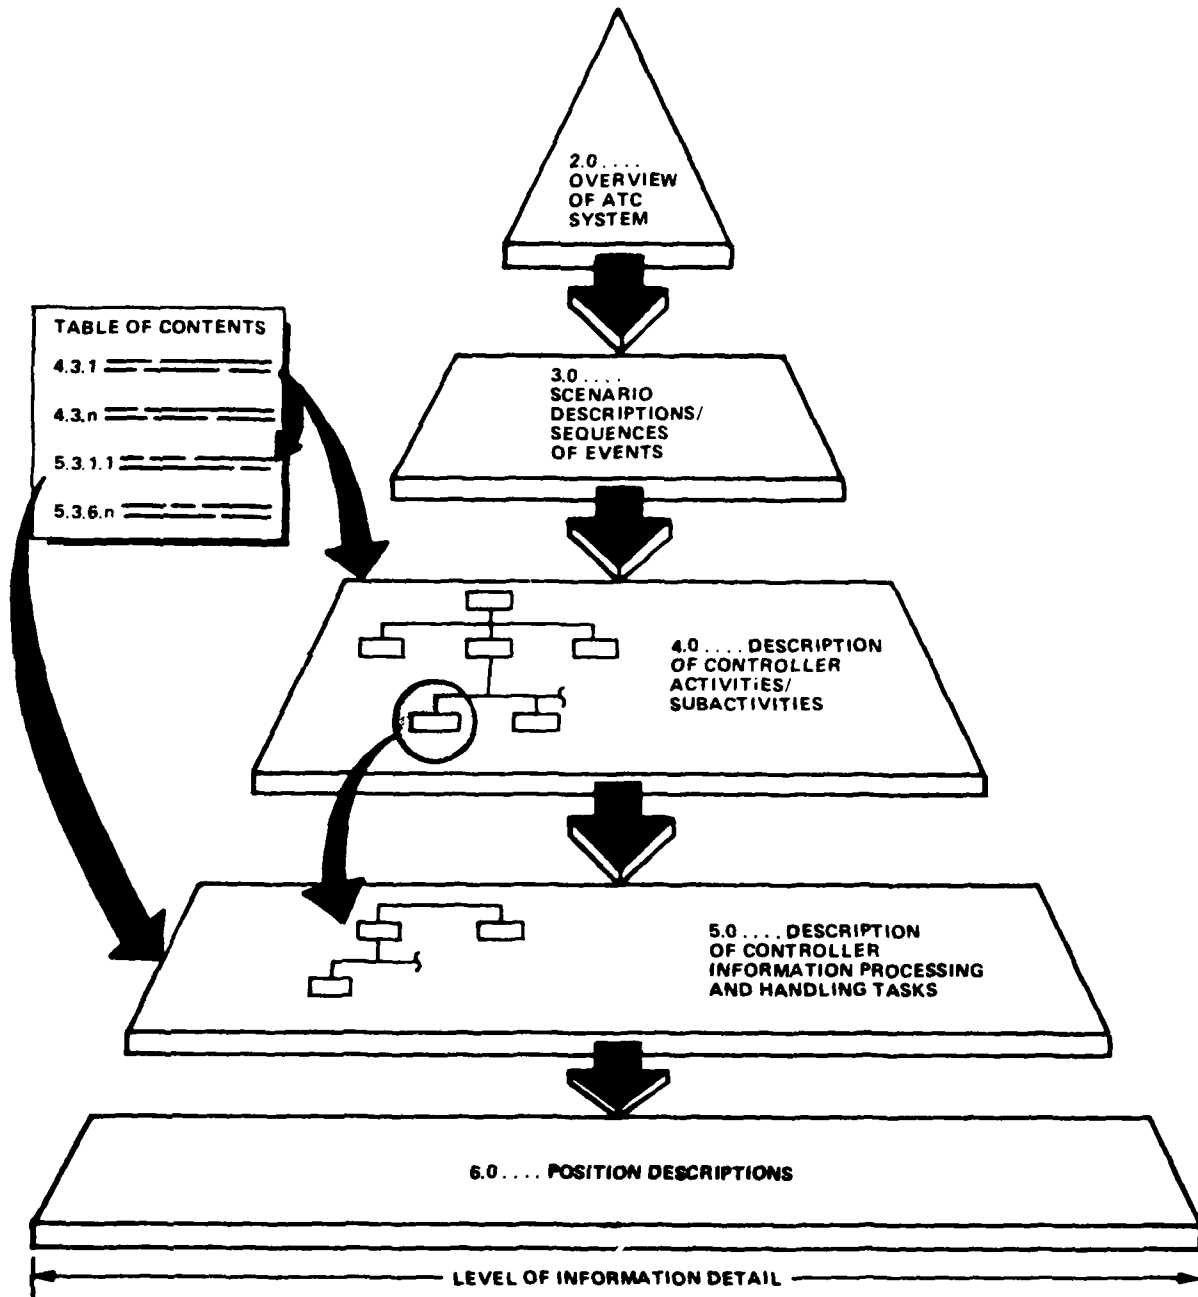 2.0 . . . .
OVERVIEW
OF ATC
SYSTEM
TABLE OF CONTENTS
4.3.1
4.3.n
5.3.1.1
5.3.6.n
3.0 . . . .
SCENARIO
DESCRIPTIONS/
SEQUENCES
OF EVENTS
4.0 . . . . DESCRIPTION
OF CONTROLLER
ACTIVITIES/
SUBACTIVITIES
5.0 . . . . DESCRIPTION
OF CONTROLLER
INFORMATION PROCESSING
AND HANDLING TASKS
6.0 . . . . POSITION DESCRIPTIONS
LEVEL OF INFORMATION DETAIL